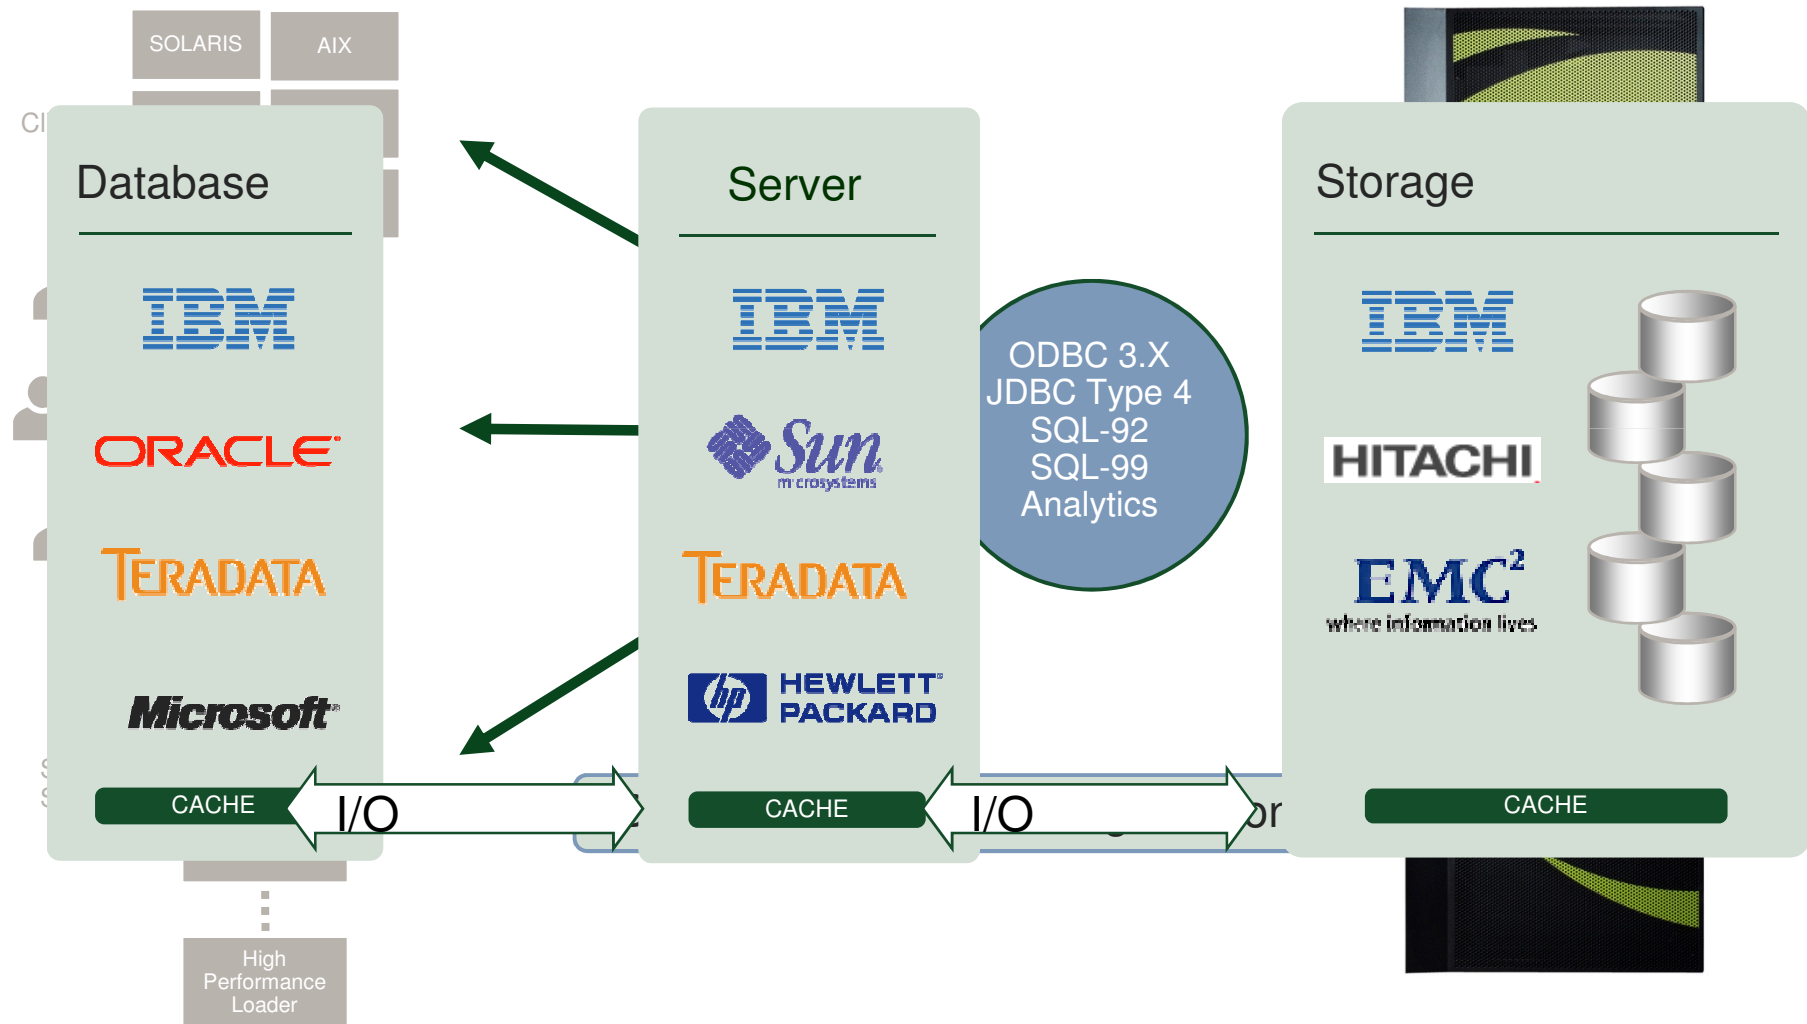 SOLARIS
AIX
Database
IBM
ORACLE®
TERADATA
Microsoft®
CACHE
I/O
Server
IBM
Sun
microsystems
TERADATA
hp HEWLETT®
PACKARD
CACHE
I/O
ODBC 3.X
JDBC Type 4
SQL-92
SQL-99
Analytics
Storage
IBM
HITACHI
EMC²
where information lives
CACHE
High
Performance
Loader